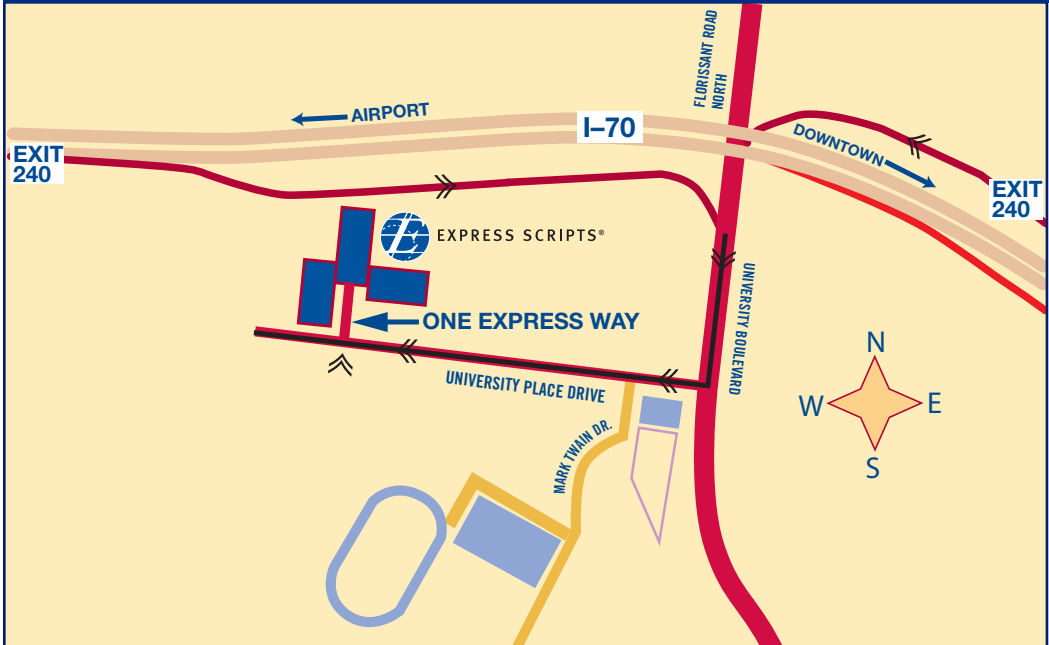 FLORISSANT ROAD
NORTH
AIRPORT
I–70
DOWNTOWN
EXIT
240
EXIT
240
EXPRESS SCRIPTS®
ONE EXPRESS WAY
UNIVERSITY BOULEVARD
UNIVERSITY PLACE DRIVE
MARK TWAIN DR.
N
W
E
S